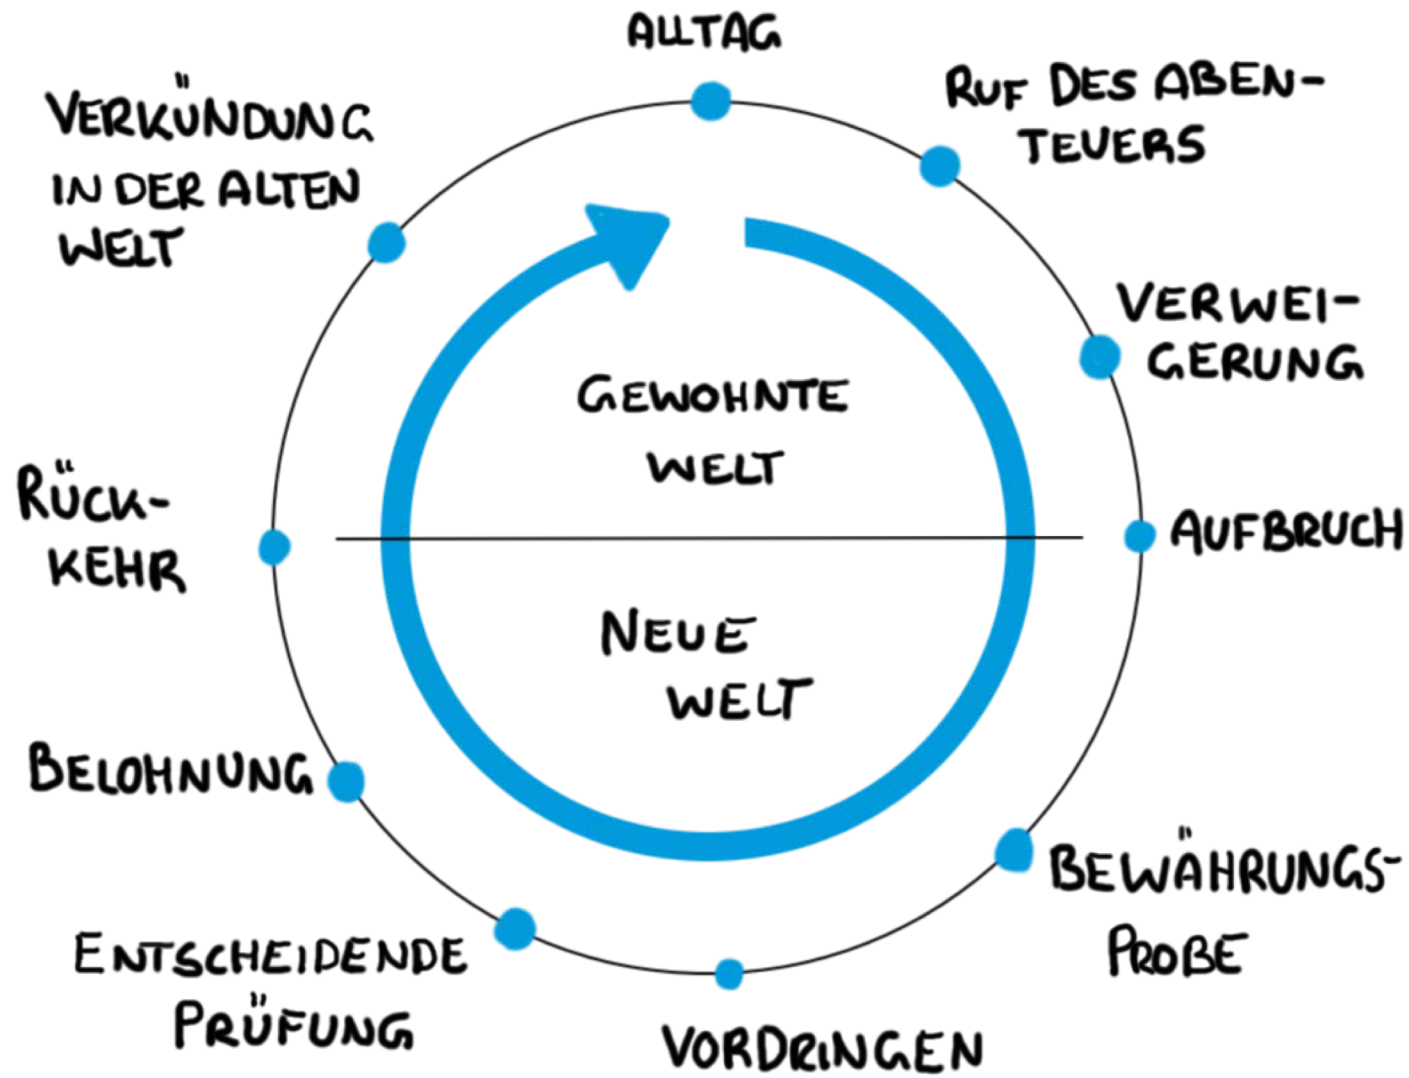 ALLTAG
RUF DES ABEN-
TEUERS
VERWEI-
GERUNG
AUFBRUCH
BEWÄHRUNGS-
PROBE
VORDRINGEN
ENTSCHEIDENDE
PRÜFUNG
BELOHNUNG
RÜCK-
KEHR
VERKÜNDUNG
IN DER ALTEN
WELT
GEWOHNTE
WELT
NEUE
WELT